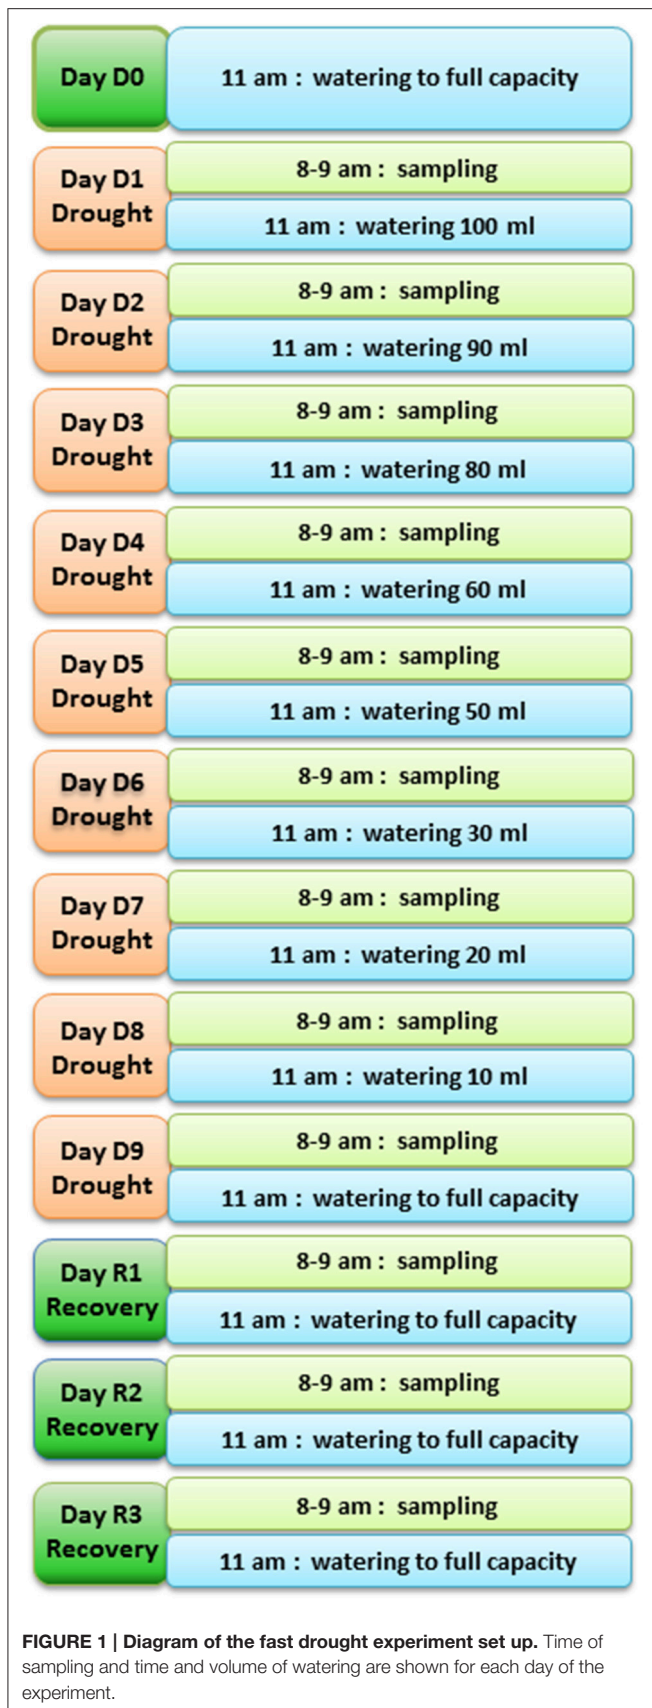 Day D0
11 am : watering to full capacity
Day D1
Drought
8-9 am : sampling
11 am : watering 100 ml
Day D2
Drought
8-9 am : sampling
11 am : watering 90 ml
Day D3
Drought
8-9 am : sampling
11 am : watering 80 ml
Day D4
Drought
8-9 am : sampling
11 am : watering 60 ml
Day D5
Drought
8-9 am : sampling
11 am : watering 50 ml
Day D6
Drought
8-9 am : sampling
11 am : watering 30 ml
Day D7
Drought
8-9 am : sampling
11 am : watering 20 ml
Day D8
Drought
8-9 am : sampling
11 am : watering 10 ml
Day D9
Drought
8-9 am : sampling
11 am : watering to full capacity
Day R1
Recovery
8-9 am : sampling
11 am : watering to full capacity
Day R2
Recovery
8-9 am : sampling
11 am : watering to full capacity
Day R3
Recovery
8-9 am : sampling
11 am : watering to full capacity
FIGURE 1 | Diagram of the fast drought experiment set up. Time of
sampling and time and volume of watering are shown for each day of the
experiment.